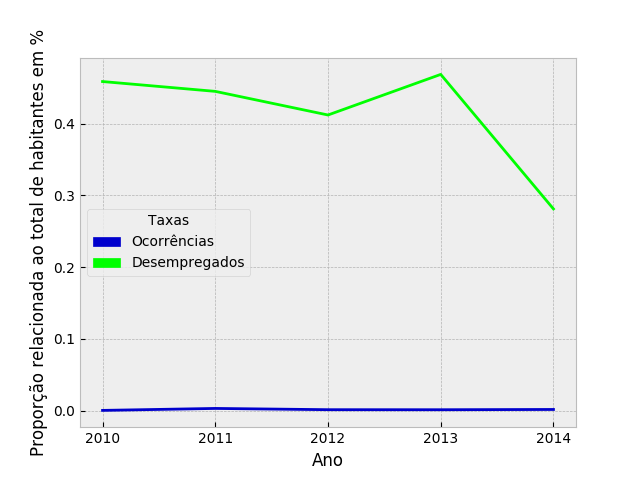 Proporção relacionada ao total de habitantes em %
0.4
0.3
0.2
0.1
0.0
Taxas
Ocorrências
Desempregados
2010 2011 2012 2013 2014
Ano